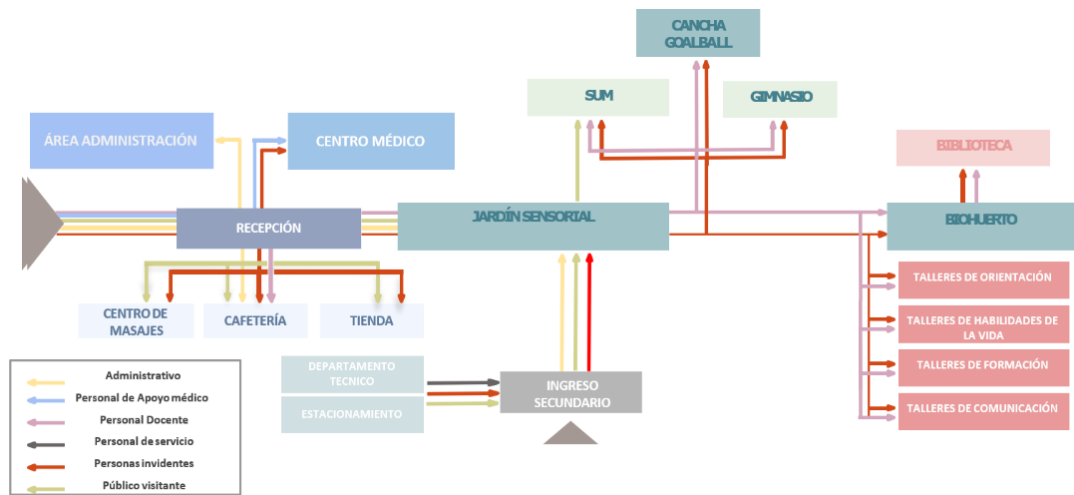 CANCHA
GOALBALL
SUM
GIMNASIO
ÁREA ADMINISTRACIÓN
CENTRO MÉDICO
BIBLIOTECA
RECEPCIÓN
JARDÍN SENSORIAL
BIOHUERTO
TALLERES DE ORIENTACIÓN
TALLERES DE HABILIDADES DE
LA VIDA
TALLERES DE FORMACIÓN
TALLERES DE COMUNICACIÓN
CENTRO DE
MASAJES
CAFETERÍA
TIENDA
DEPARTAMENTO
TECNICO
ESTACIONAMIENTO
INGRESO
SECUNDARIO
Administrativo
Personal de Apoyo médico
Personal Docente
Personal de servicio
Personas invidentes
Público visitante